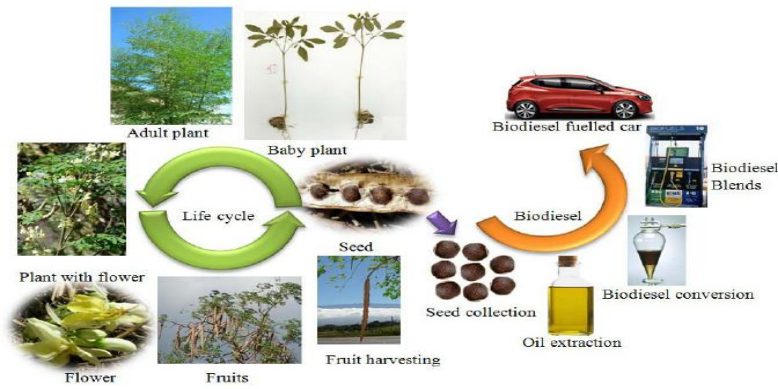 Adult plant
Baby plant
Biodiesel fuelled car
BIOFUELS
Biodiesel
Blends
Life cycle
Seed
Biodiesel
Plant with flower
Seed collection
Biodiesel conversion
Oil extraction
Flower
Fruits
Fruit harvesting